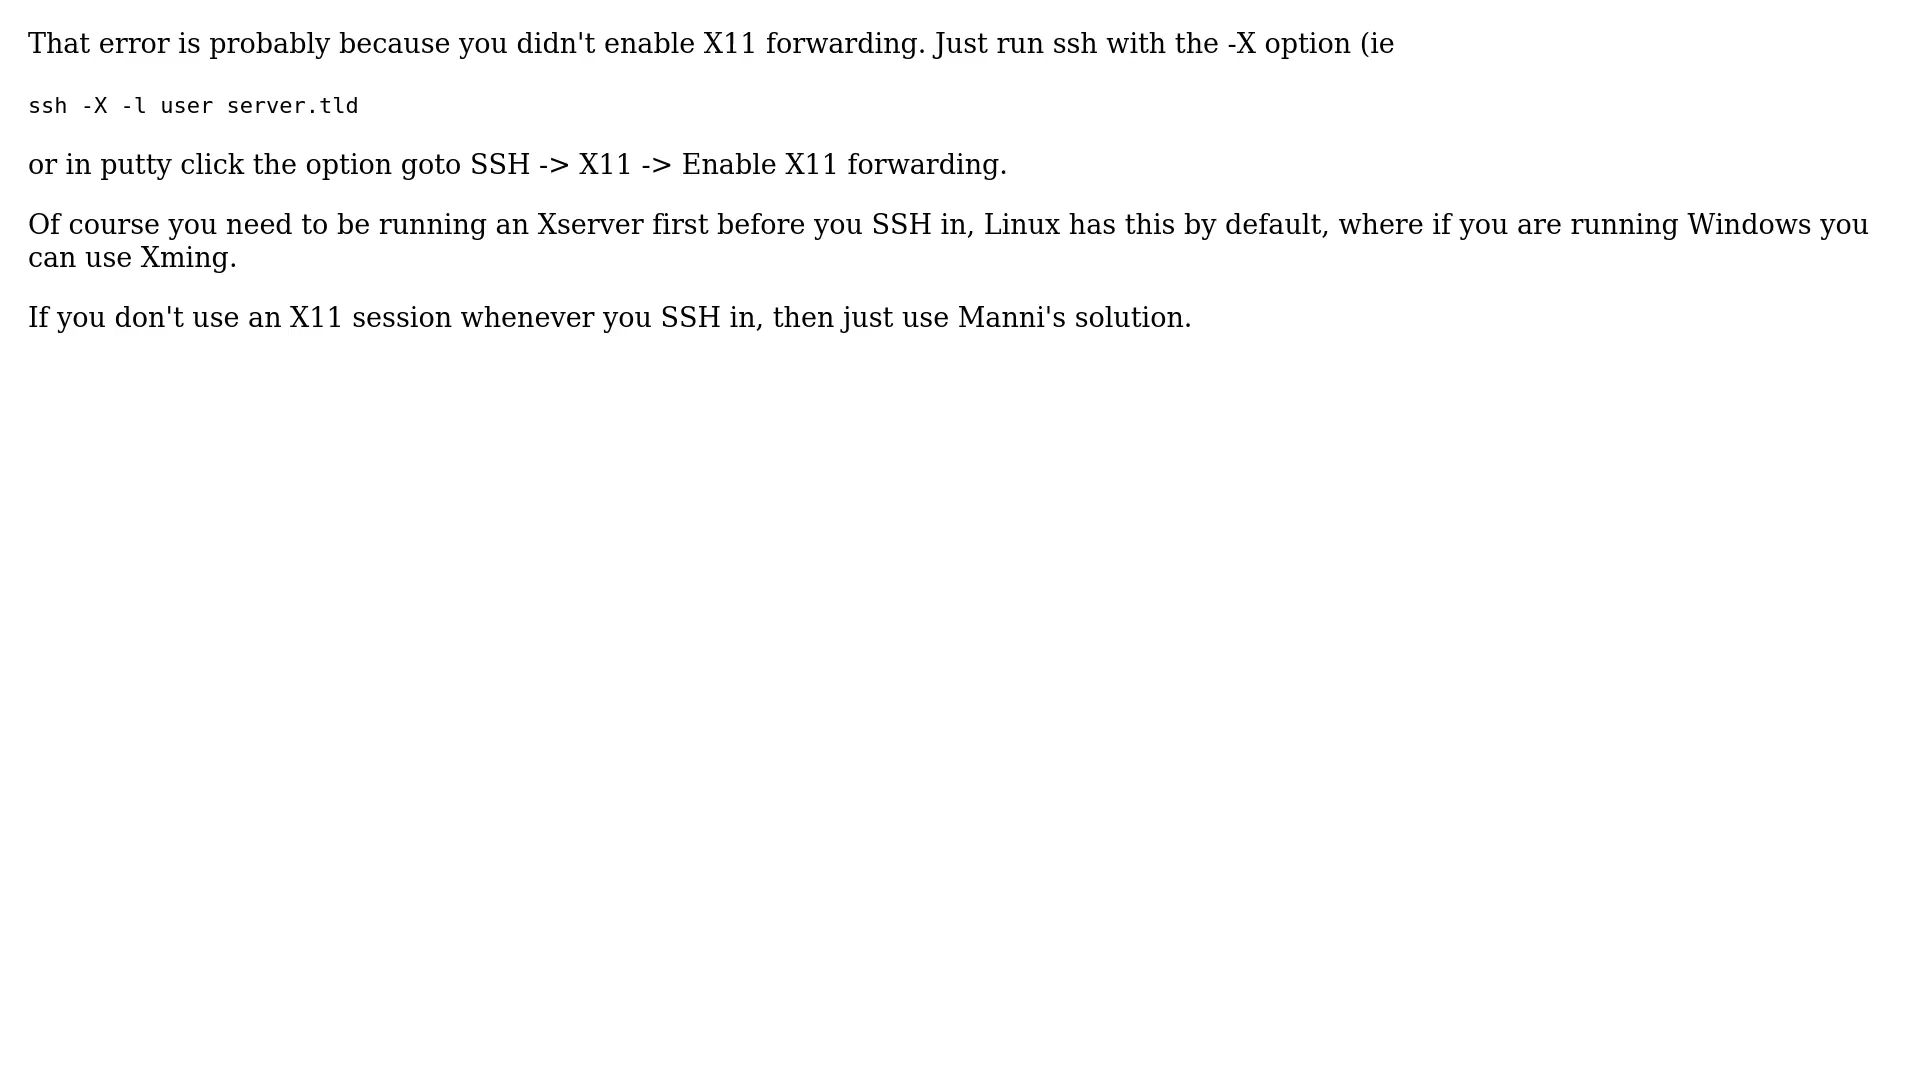 That error is probably because you didn't enable X11 forwarding. Just run ssh with the -X option (ie
ssh -X -l user server.tld
or in putty click the option goto SSH -> X11 -> Enable X11 forwarding.
Of course you need to be running an Xserver first before you SSH in, Linux has this by default, where if you are running Windows you
can use Xming.
If you don't use an X11 session whenever you SSH in, then just use Manni's solution.